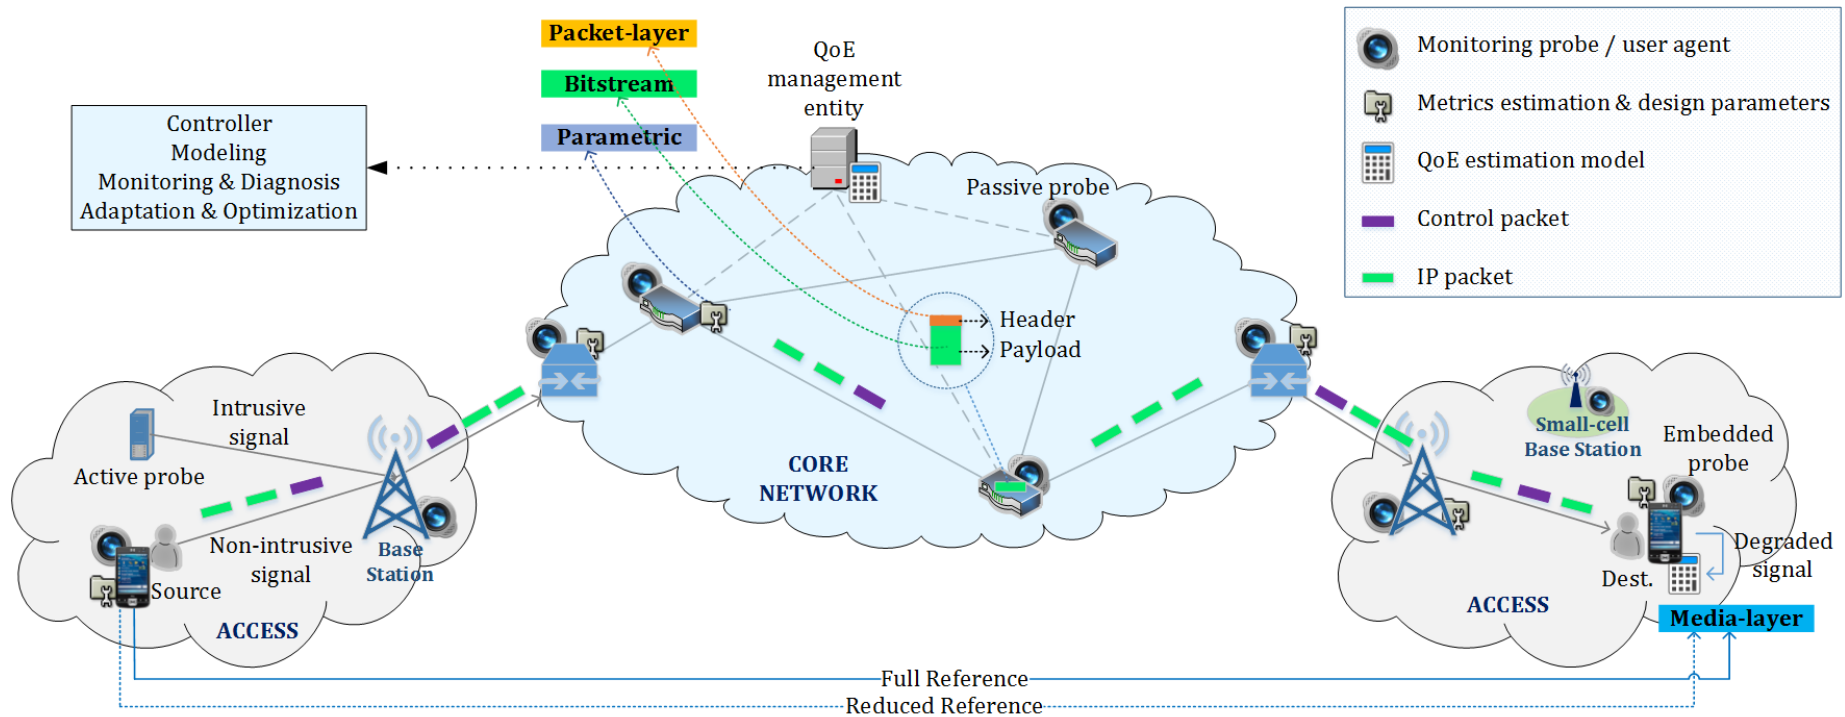 Packet-layer
Bitstream
Parametric
QoE
management
entity
Controller
Modeling
Monitoring & Diagnosis
Adaptation & Optimization
Passive probe
Monitoring probe / user agent
Metrics estimation & design parameters
QoE estimation model
Control packet
IP packet
Header
Payload
CORE
NETWORK
Intrusive
signal
Active probe
Non-intrusive
signal
Base
Station
Source
ACCESS
Small-cell
Base Station
Embedded
probe
Degraded
signal
Dest.
ACCESS
Media-layer
Full Reference
Reduced Reference